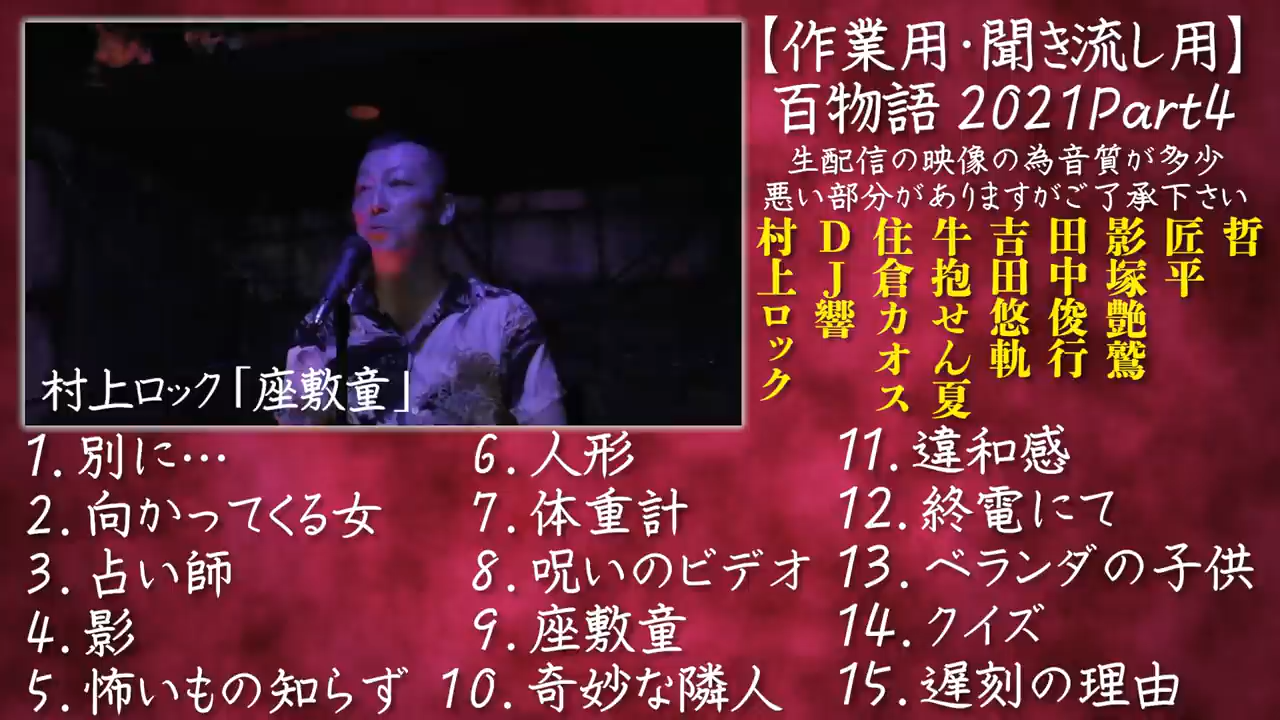 【作業用・聞き流し用】
百物語 2021Part4
生配信の映像の為音質が多少
悪い部分がありますがご了承下さい
哲
匠平
影塚艶鷲
田中俊行
吉田悠軌
牛抱せん夏
住倉カオス
DJ響
村上ロック
村上ロック「座敷童」
1.別に…
2.向かってくる女
3.占い師
4.影
5.怖いもの知らず
6.人形
7.体重計
8.呪いのビデオ
9.座敷童
10.奇妙な隣人
11.違和感
12.終電にて
13.ベランダの子供
14.クイズ
15.遅刻の理由